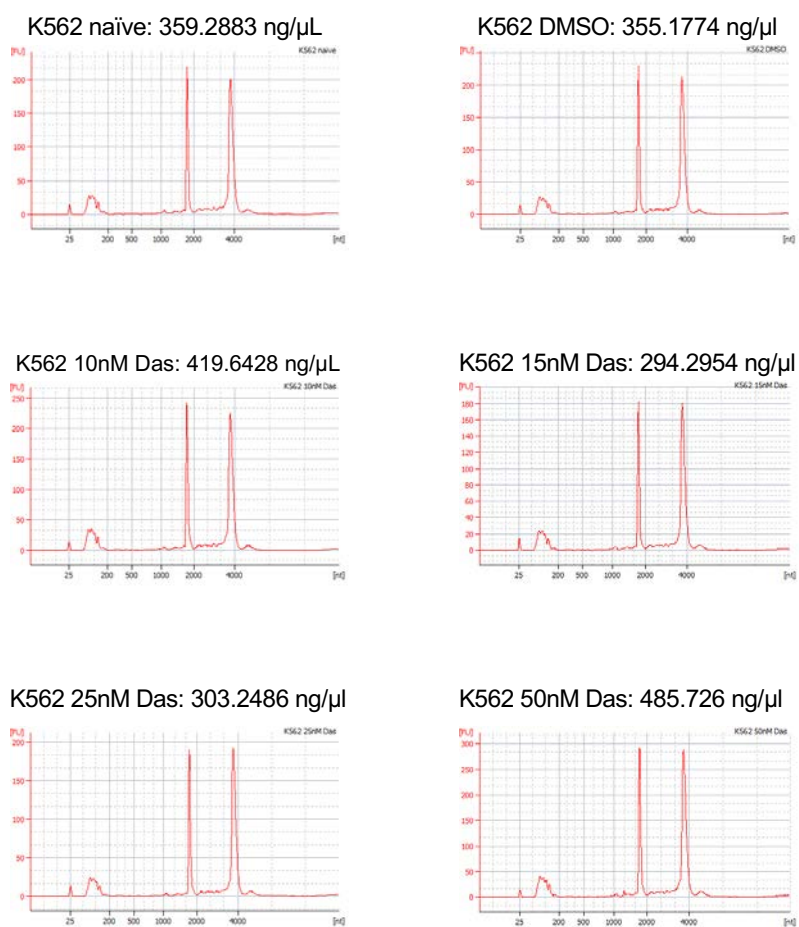 K562 naïve: 359.2883 ng/µL
[FU]
K562 naive
200
150
100
50
0
25 200 500 1000 2000 4000 [nt]
K562 DMSO: 355.1774 ng/µl
[FU]
K562 DMSO
200
150
100
50
0
25 200 500 1000 2000 4000 [nt]
K562 10nM Das: 419.6428 ng/µL
[FU]
K562 10nM Das
250
200
150
100
50
0
25 200 500 1000 2000 4000 [nt]
K562 15nM Das: 294.2954 ng/µl
[FU]
K562 15nM Das
180
160
140
120
100
80
60
40
20
0
25 200 500 1000 2000 4000 [nt]
K562 25nM Das: 303.2486 ng/µl
[FU]
K562 25nM Das
200
150
100
50
0
25 200 500 1000 2000 4000 [nt]
K562 50nM Das: 485.726 ng/µl
[FU]
K562 50nM Das
300
250
200
150
100
50
0
25 200 500 1000 2000 4000 [nt]